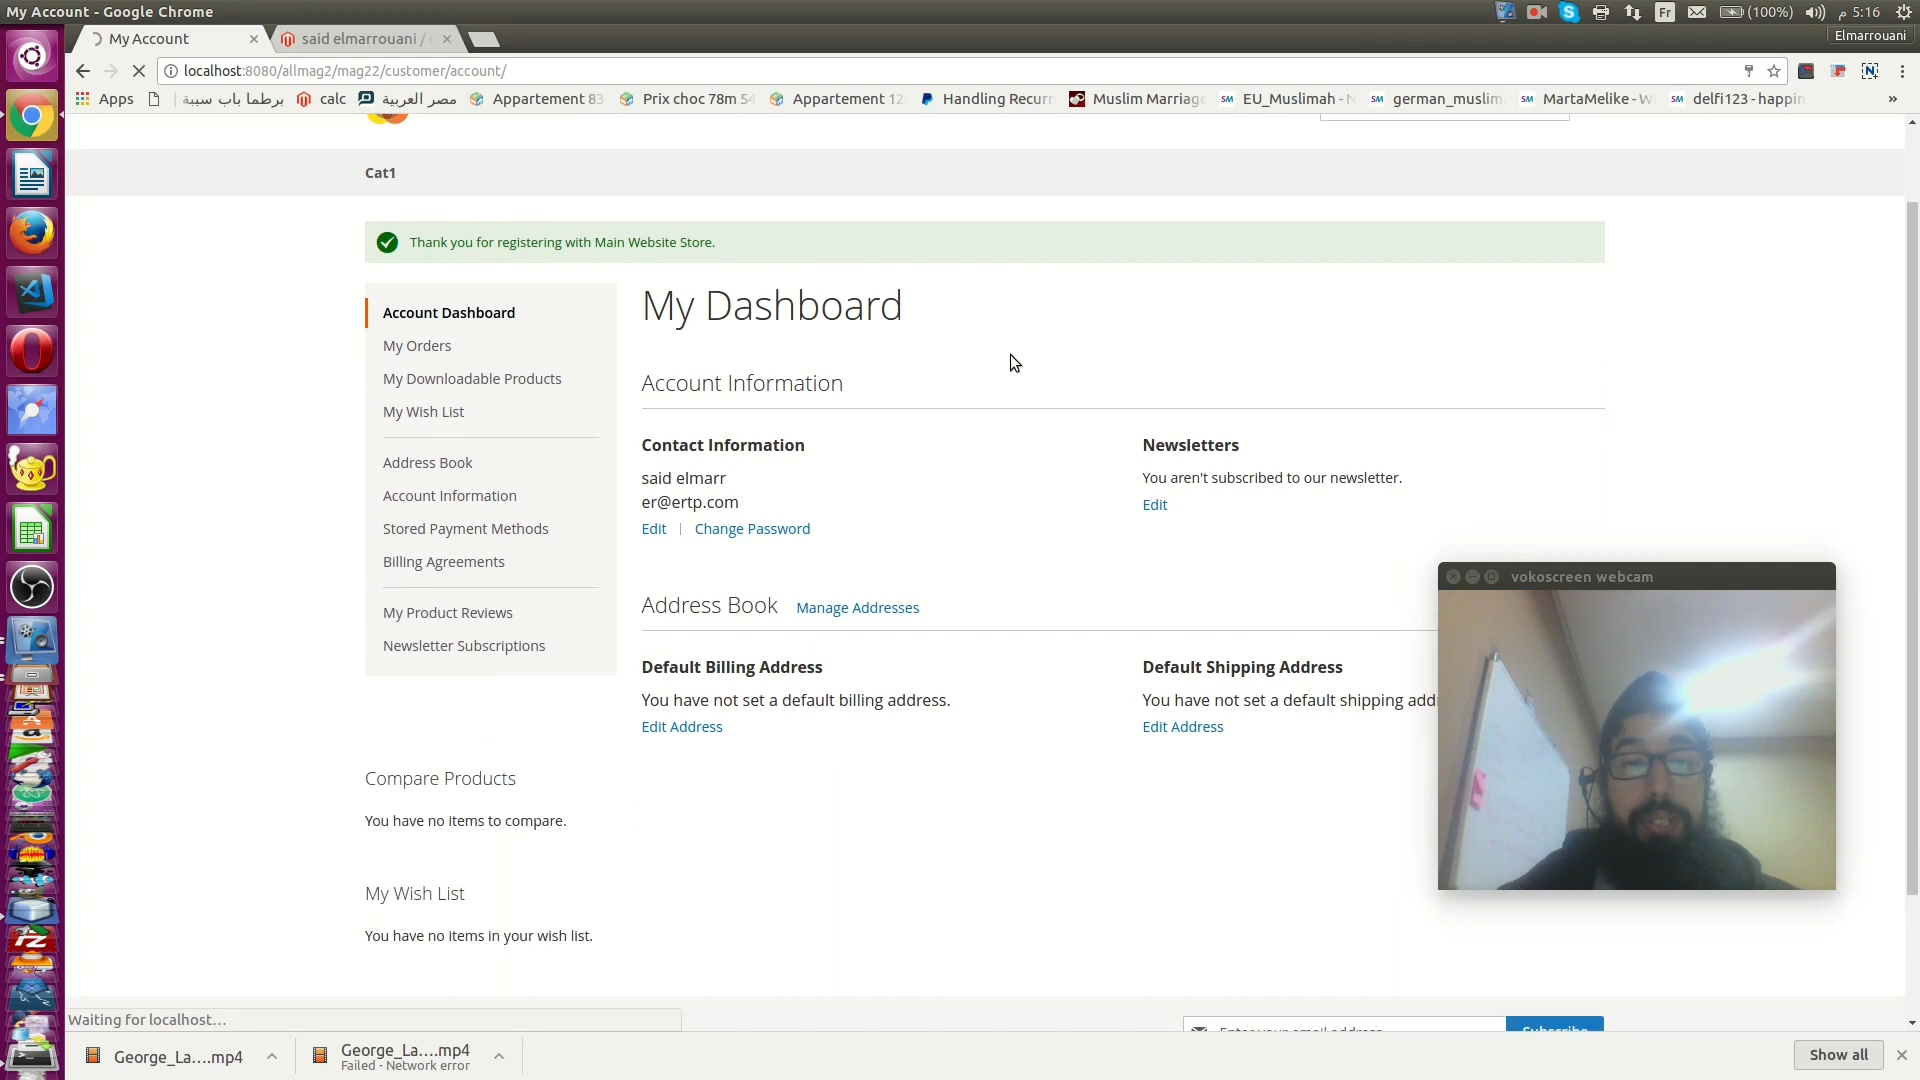 My Account - Google Chrome
Fr
(100%)
5:16 م
Elmarrouani
My Account
said elmarrouani /
localhost:8080/allmag2/mag22/customer/account/
Apps
برطما باب سببة
calc
مصر العربية
Appartement 83
Prix choc 78m 54
Appartement 12
Handling Recurr
Muslim Marriag
EU_Muslimah - N
german_muslim
MartaMelike - W
delfi123 - happin
Cat1
Thank you for registering with Main Website Store.
Account Dashboard
My Orders
My Downloadable Products
My Wish List
Address Book
Account Information
Stored Payment Methods
Billing Agreements
My Product Reviews
Newsletter Subscriptions
My Dashboard
Account Information
Contact Information
said elmarr
er@ertp.com
Edit | Change Password
Newsletters
You aren't subscribed to our newsletter.
Edit
Address Book Manage Addresses
Default Billing Address
You have not set a default billing address.
Edit Address
Default Shipping Address
You have not set a default shipping add
Edit Address
vokoscreen webcam
Compare Products
You have no items to compare.
My Wish List
You have no items in your wish list.
Enter your email address
Subscribe
Waiting for localhost...
George_La....mp4
George_La....mp4
Failed - Network error
Show all